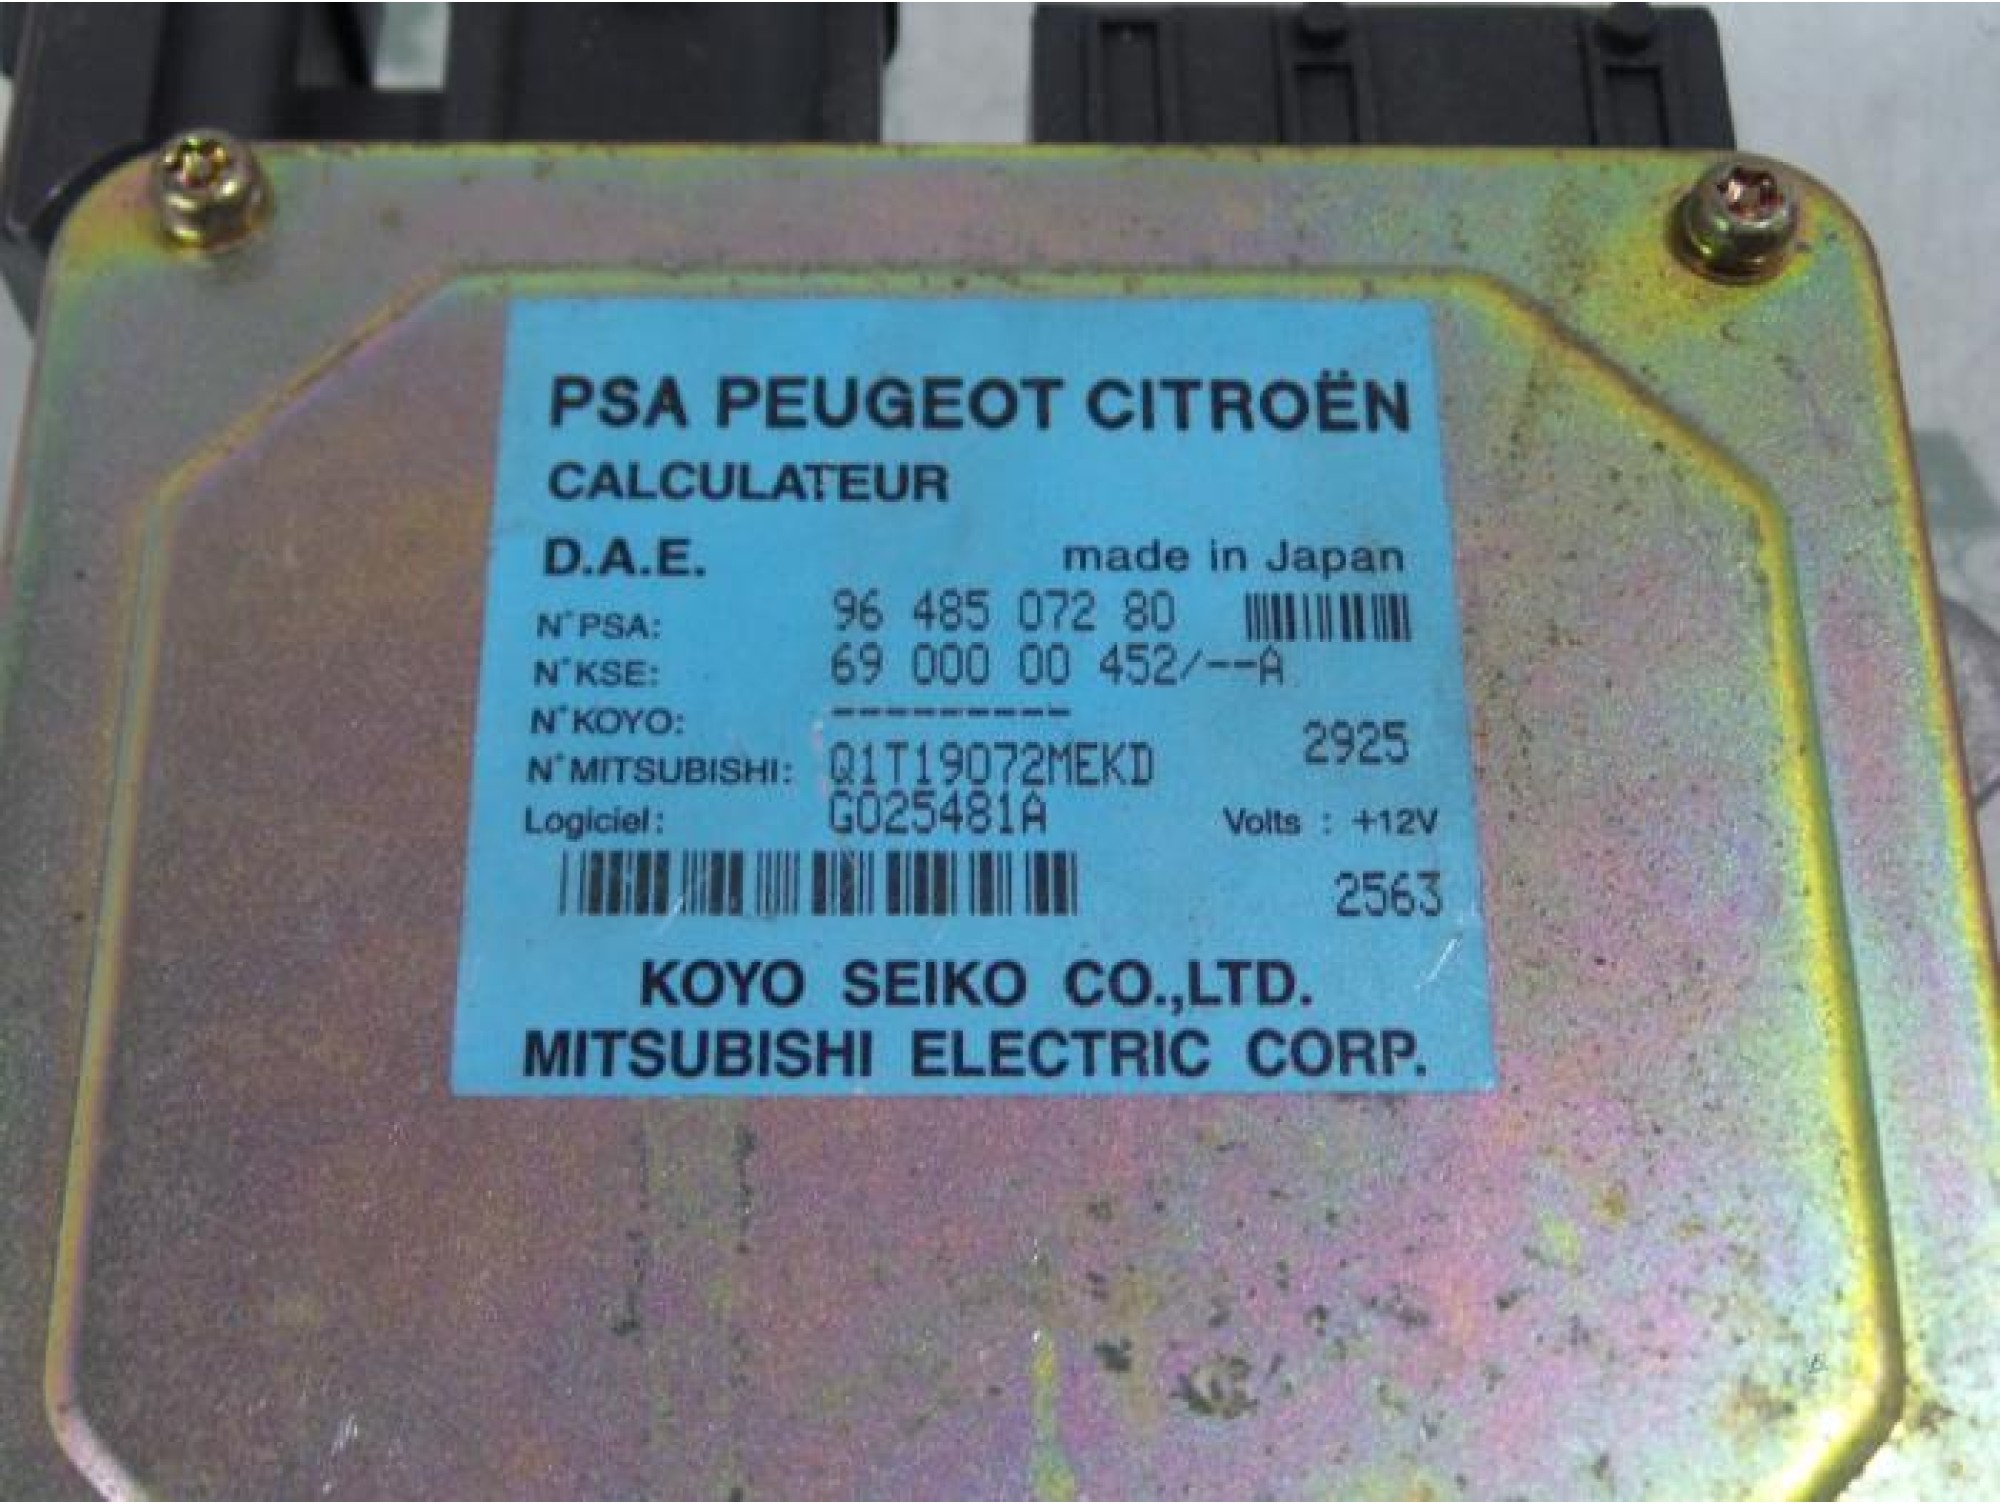 PSA PEUGEOT CITROËN
CALCULATEUR
D.A.E. made in Japan
N° PSA: 96 485 072 80
N° KSE: 69 000 00 452/--A
N° KOYO: ---------
2925
N° MITSUBISHI: Q1T19072MEKD
Logiciel: G025481A Volts : +12V
2563
KOYO SEIKO CO.,LTD.
MITSUBISHI ELECTRIC CORP.